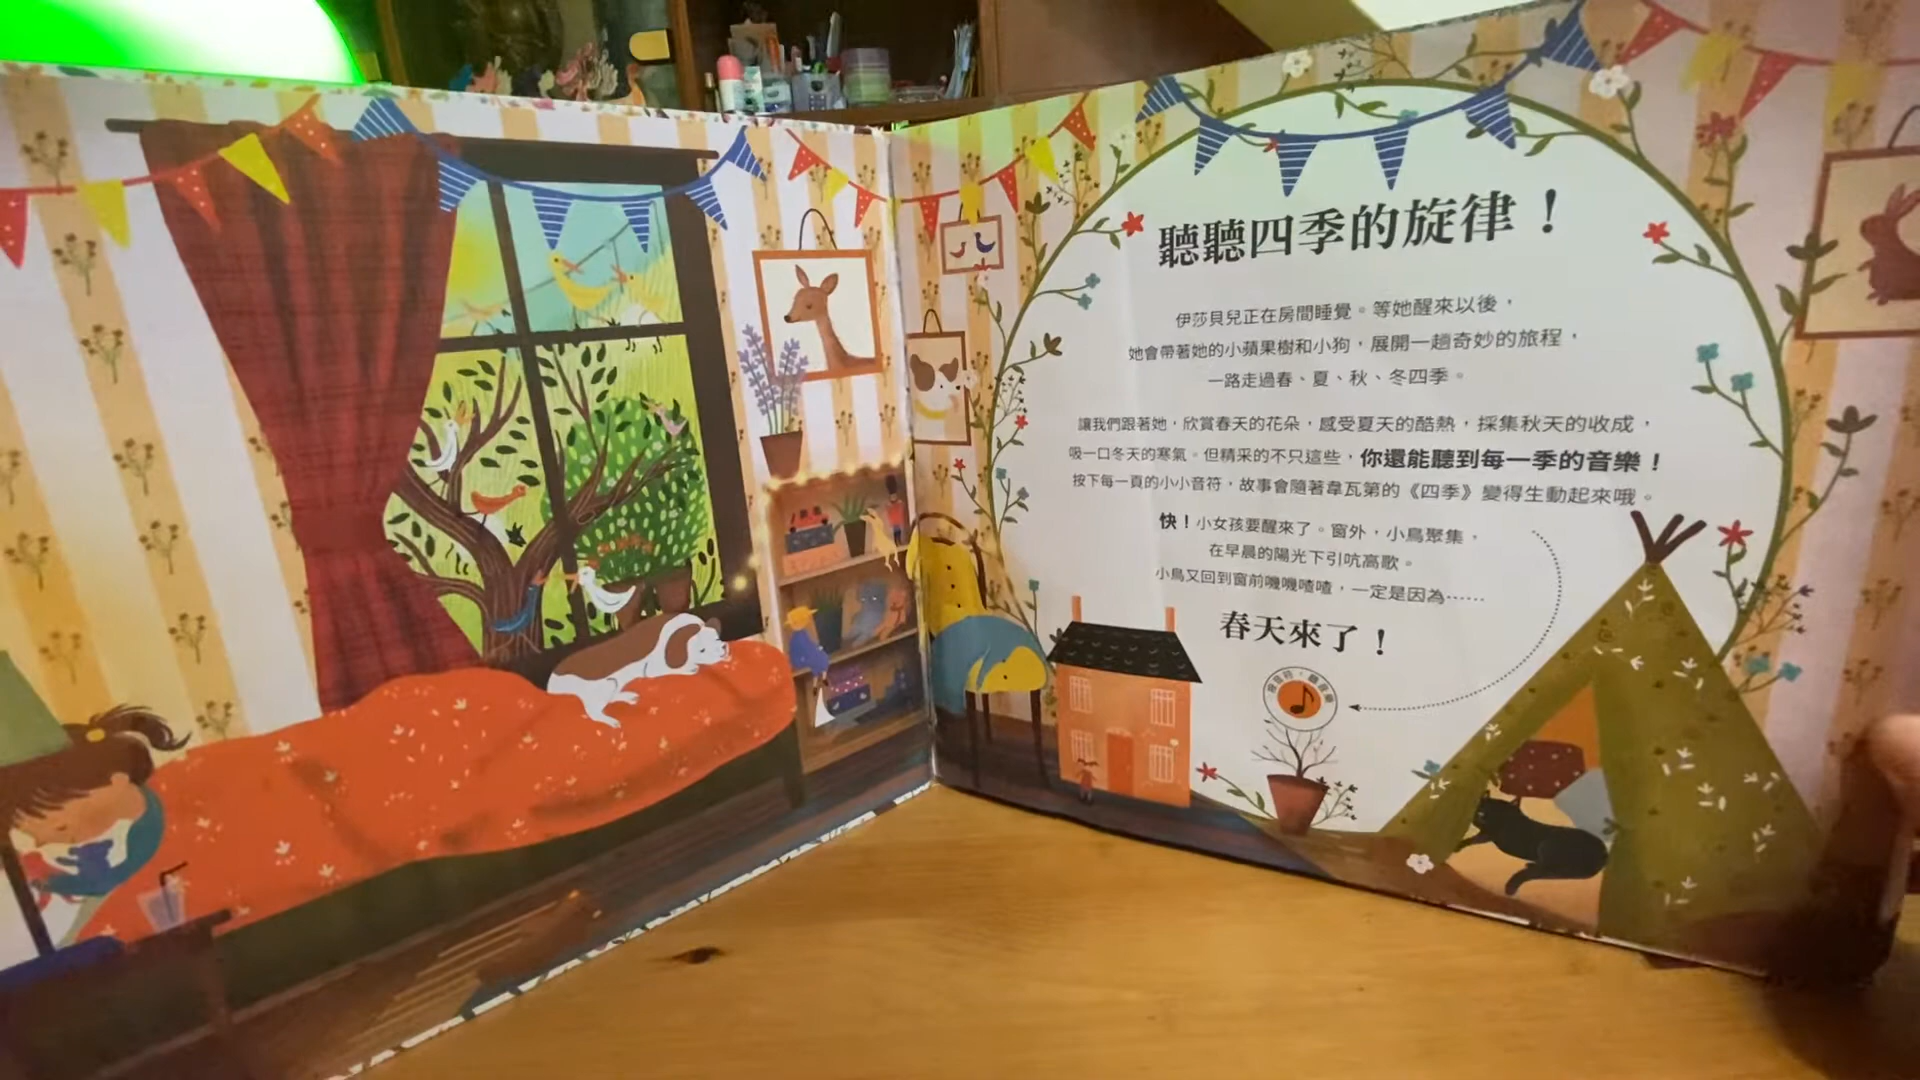 聽聽四季的旋律！
伊莎貝兒正在房間睡覺。等她醒來以後，
她會帶著她的小蘋果樹和小狗，展開一趟奇妙的旅程，
一路走過春、夏、秋、冬四季。
讓我們跟著她，欣賞春天的花朵，感受夏天的酷熱，採集秋天的收成，
吸一口冬天的寒氣。但精采的不只這些，你還能聽到每一季的音樂！
按下每一頁的小小音符，故事會隨著韋瓦第的《四季》變得生動起來哦。
快！小女孩要醒來了。窗外，小鳥聚集，
在早晨的陽光下引吭高歌。
小鳥又回到窗前嘰嘰喳喳，一定是因為……
春天來了！
按音符，聽音樂